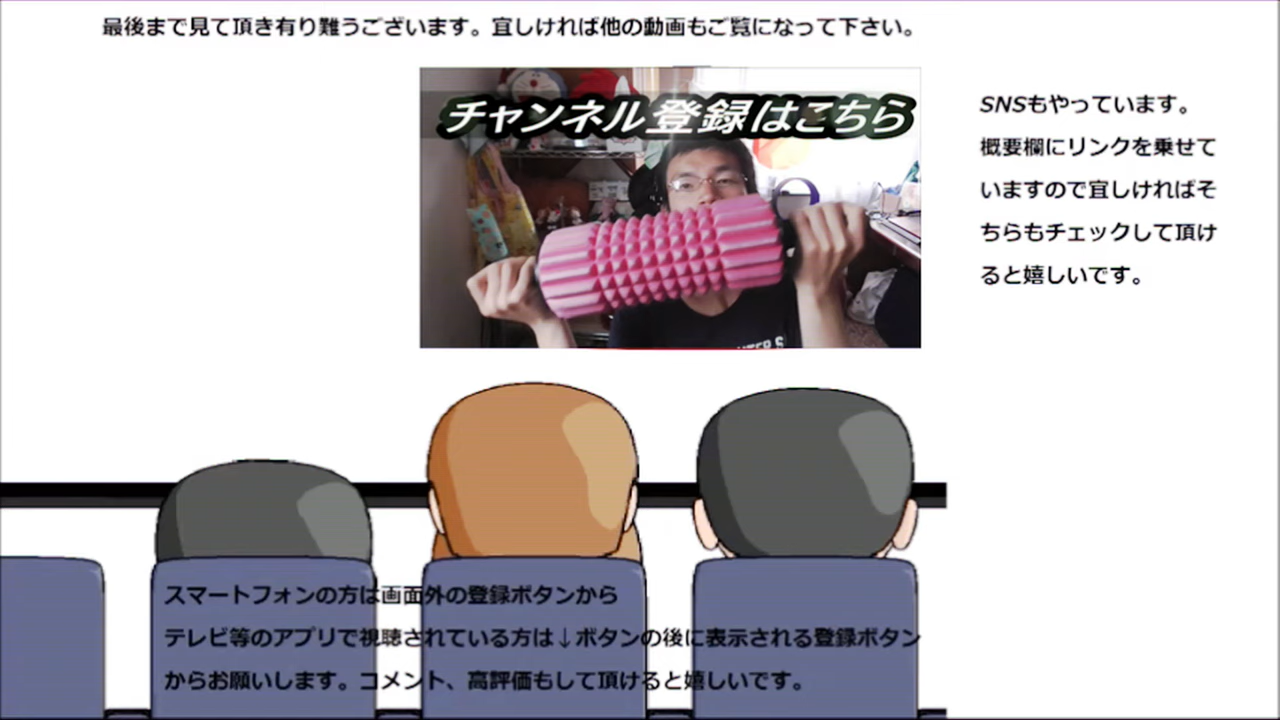 最後まで見て頂き有り難うございます。宜しければ他の動画もご覧になって下さい。
チャンネル登録はこちら
SNSもやっています。
概要欄にリンクを乗せて
いますので宜しければそ
ちらもチェックして頂け
ると嬉しいです。
スマートフォンの方は画面外の登録ボタンから
テレビ等のアプリで視聴されている方は↓ボタンの後に表示される登録ボタン
からお願いします。コメント、高評価もして頂けると嬉しいです。